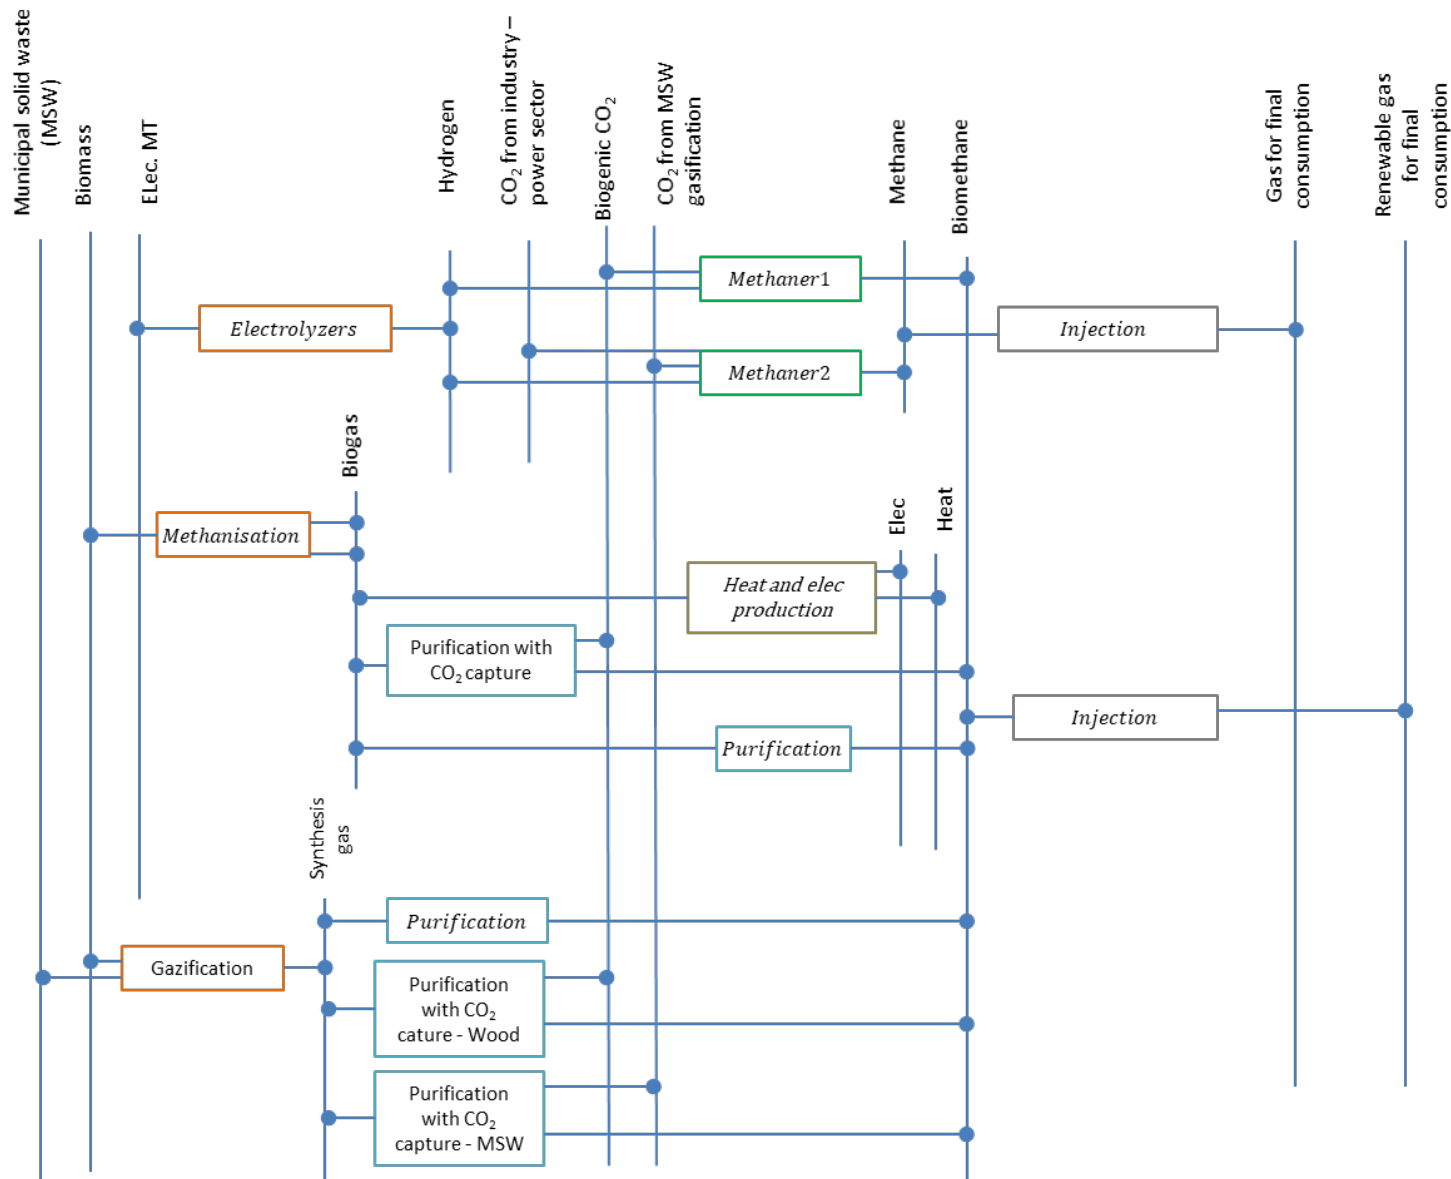 Municipal solid waste
(MSW)
Biomass
ELec. MT
Hydrogen
CO2 from industry –
power sector
Biogenic CO2
CO2 from MSW
gasification
Methane
Biomethane
Gas for final
consumption
Renewable gas
for final
consumption
Methaner1
Electrolyzers
Injection
Methaner2
Biogas
Elec
Heat
Methanisation
Heat and elec
production
Purification with
CO2 capture
Injection
Purification
Synthesis
gas
Purification
Gazification
Purification
with CO2
cature - Wood
Purification
with CO2
capture - MSW